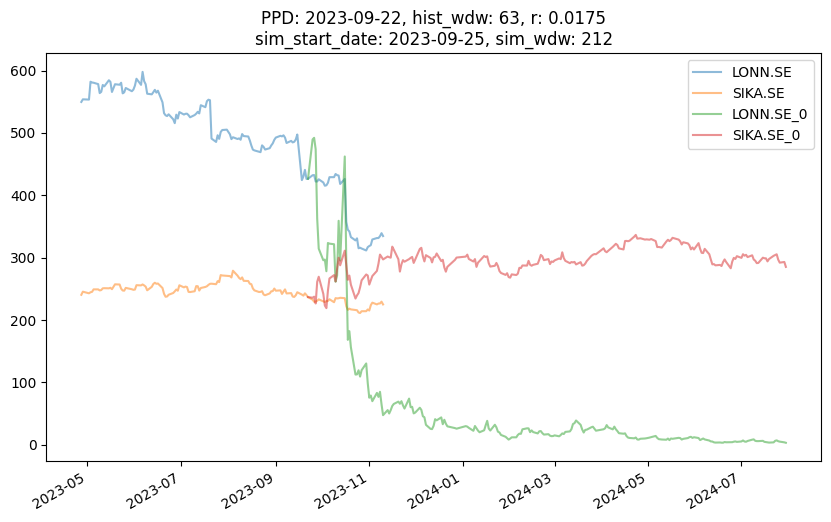 PPD: 2023-09-22, hist_wdw: 63, r: 0.0175
sim_start_date: 2023-09-25, sim_wdw: 212
LONN.SE
SIKA.SE
LONN.SE_0
SIKA.SE_0
600
500
400
300
200
100
0
2023-05
2023-07
2023-09
2023-11
2024-01
2024-03
2024-05
2024-07